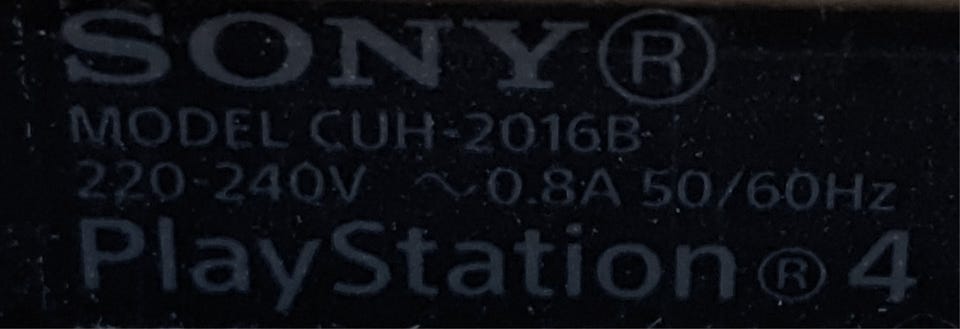 SONY®
MODEL CUH-2016B
220-240V ~0.8A 50/60Hz
PlayStation®4